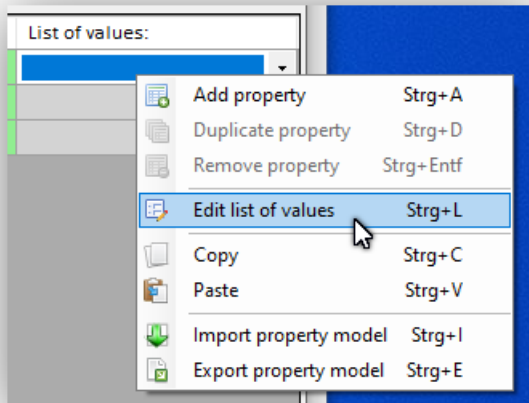 List of values:
Add property Strg+A
Duplicate property Strg+D
Remove property Strg+Entf
Edit list of values Strg+L
Copy Strg+C
Paste Strg+V
Import property model Strg+I
Export property model Strg+E